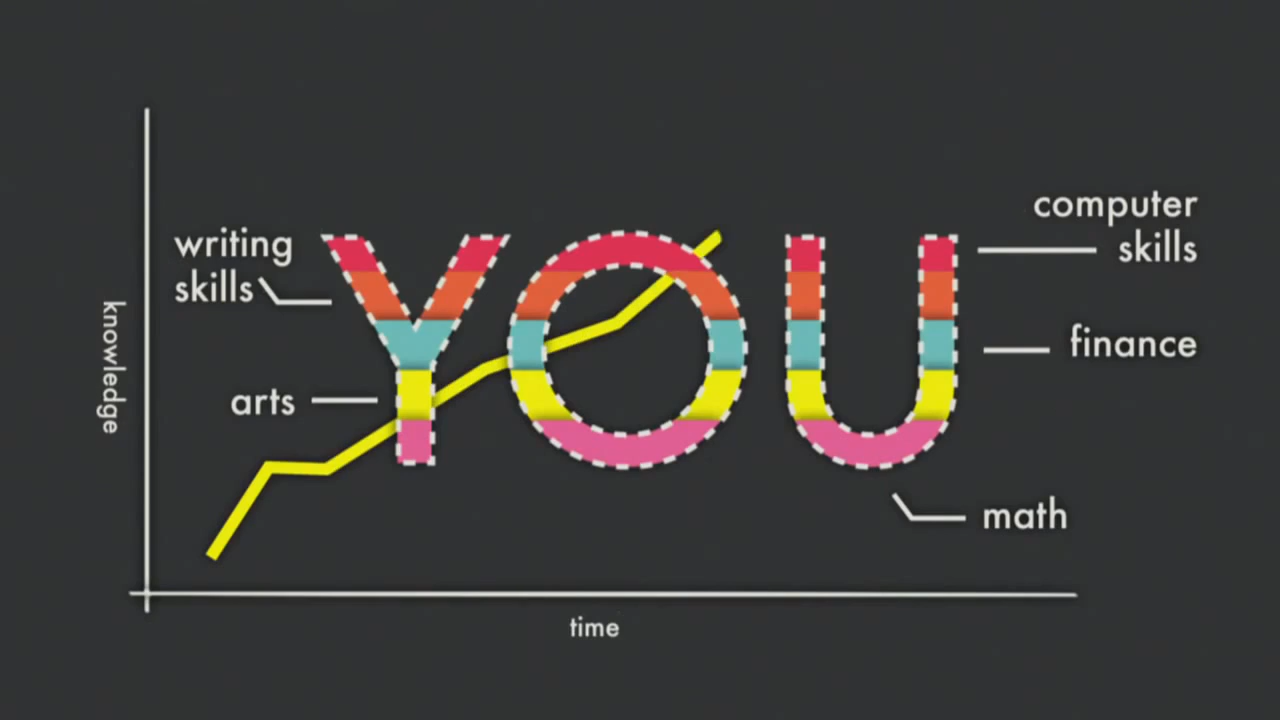 computer
skills
writing
skills
YOU
finance
knowledge
arts
math
time